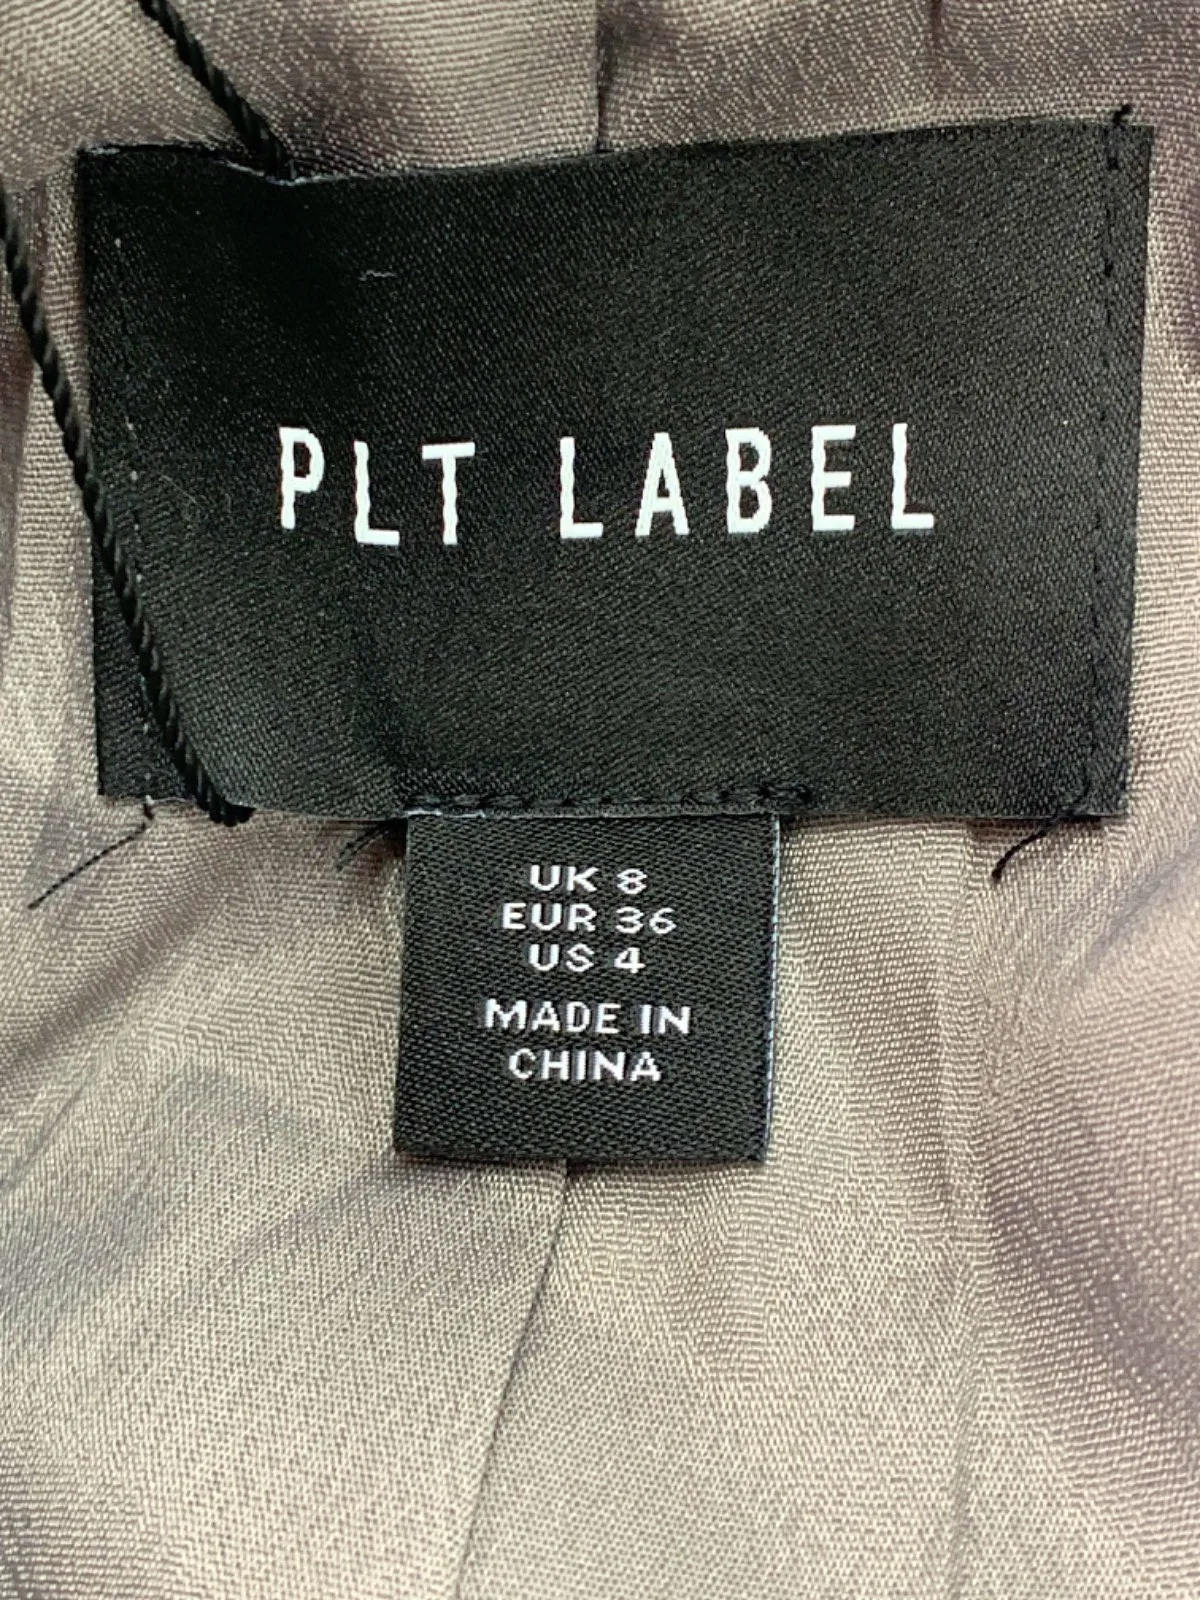 PLT LABEL
UK 8
EUR 36
US 4
MADE IN
CHINA